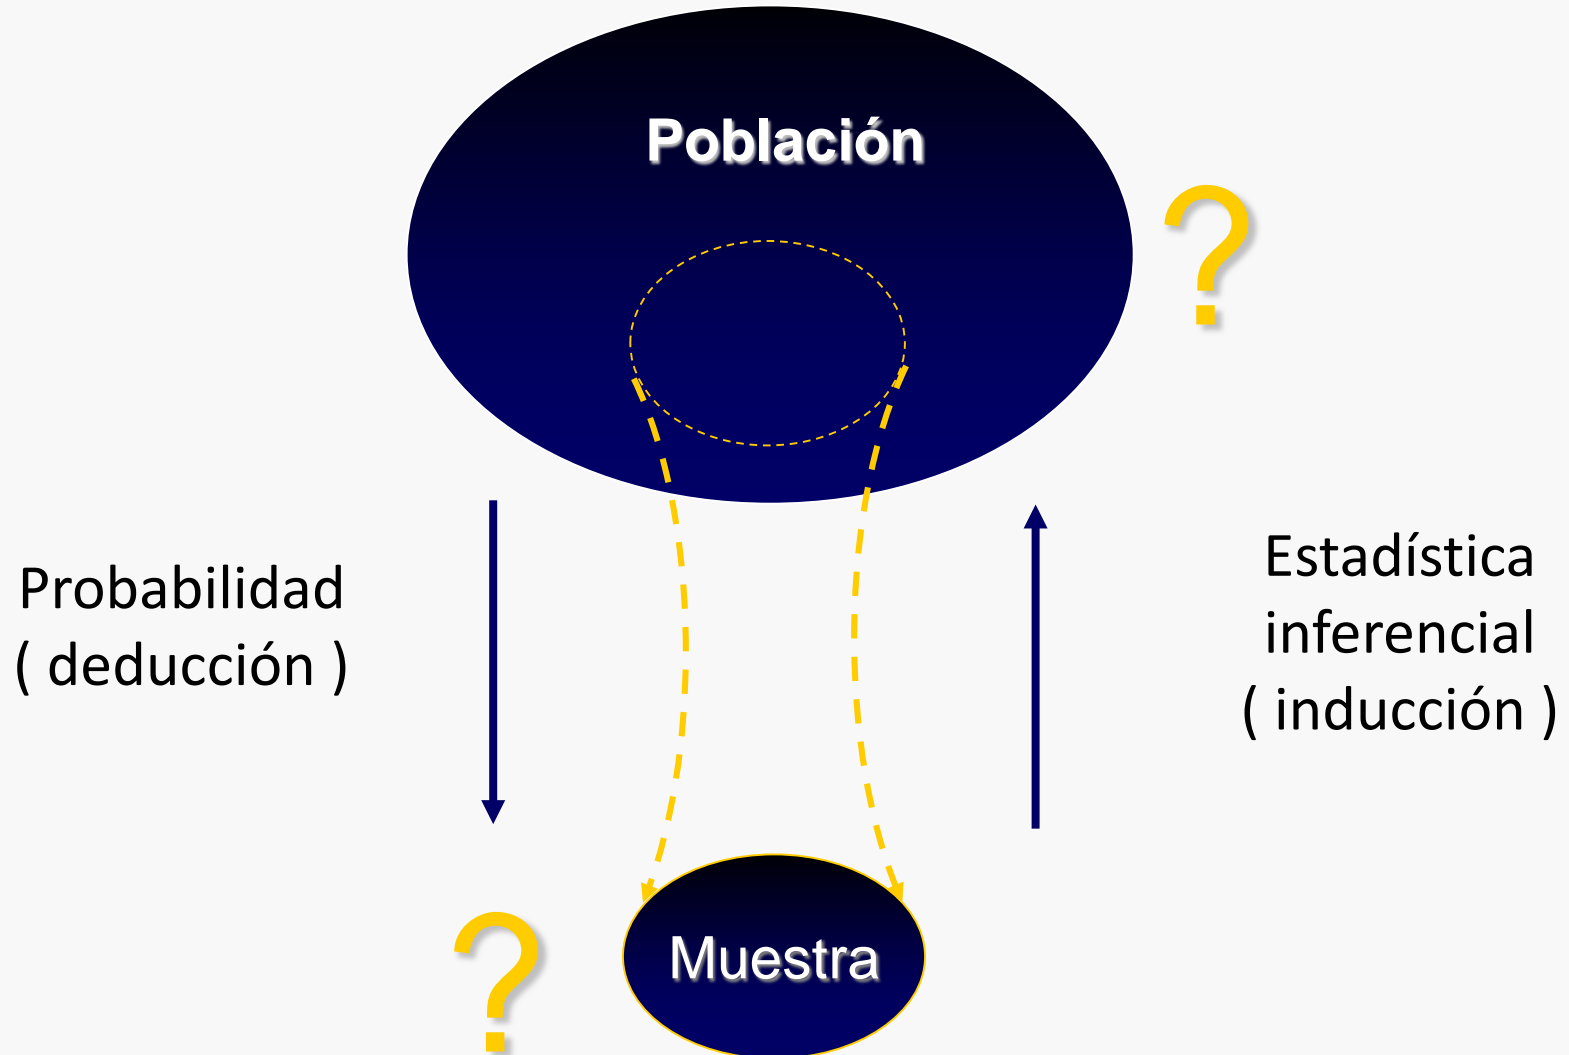 Población
?
Probabilidad
( deducción )
Estadística
inferencial
( inducción )
?
Muestra